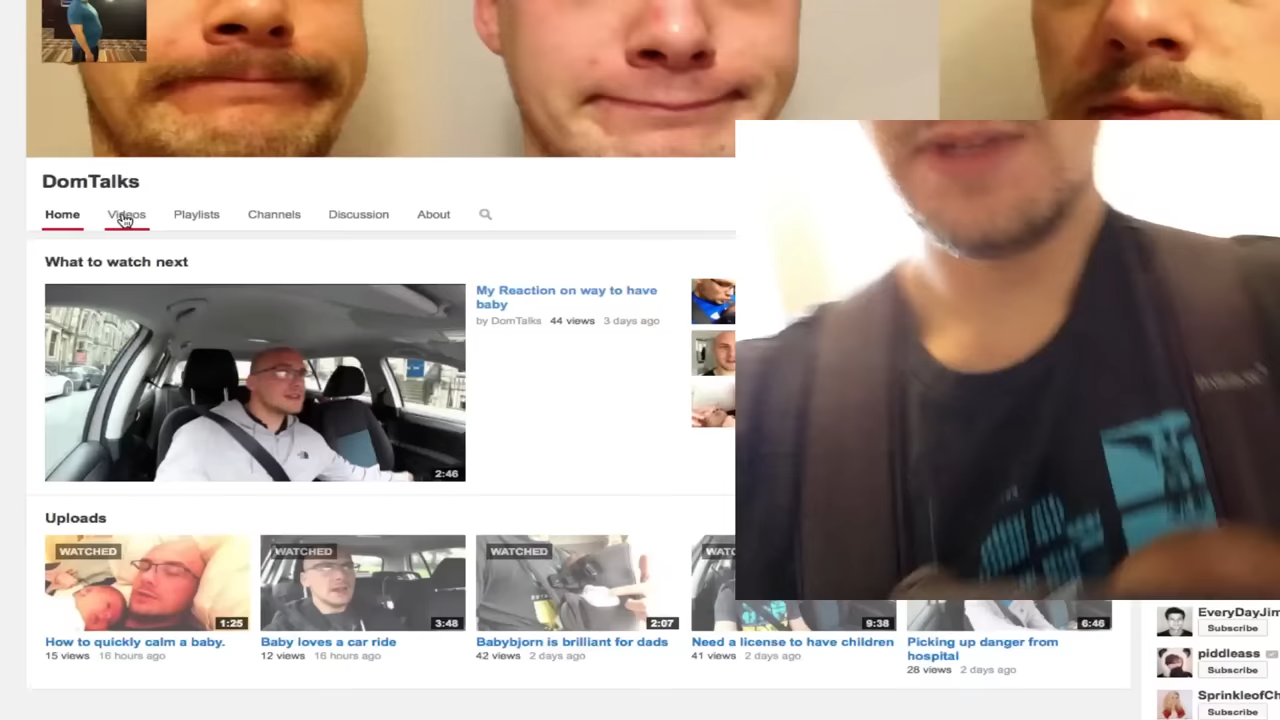 DomTalks
Home Videos Playlists Channels Discussion About
What to watch next
My Reaction on way to have
baby
by DomTalks 44 views 3 days ago
2:46
Uploads
WATCHED WATCHED WATCHED
1:25 3:48 2:07 9:38 6:46
How to quickly calm a baby.
15 views 16 hours ago
Baby loves a car ride
12 views 16 hours ago
Babybjorn is brilliant for dads
42 views 2 days ago
Need a license to have children
41 views 2 days ago
Picking up danger from
hospital
28 views 2 days ago
EveryDayJim
Subscribe
piddleass
Subscribe
SprinkleofCh
Subscribe